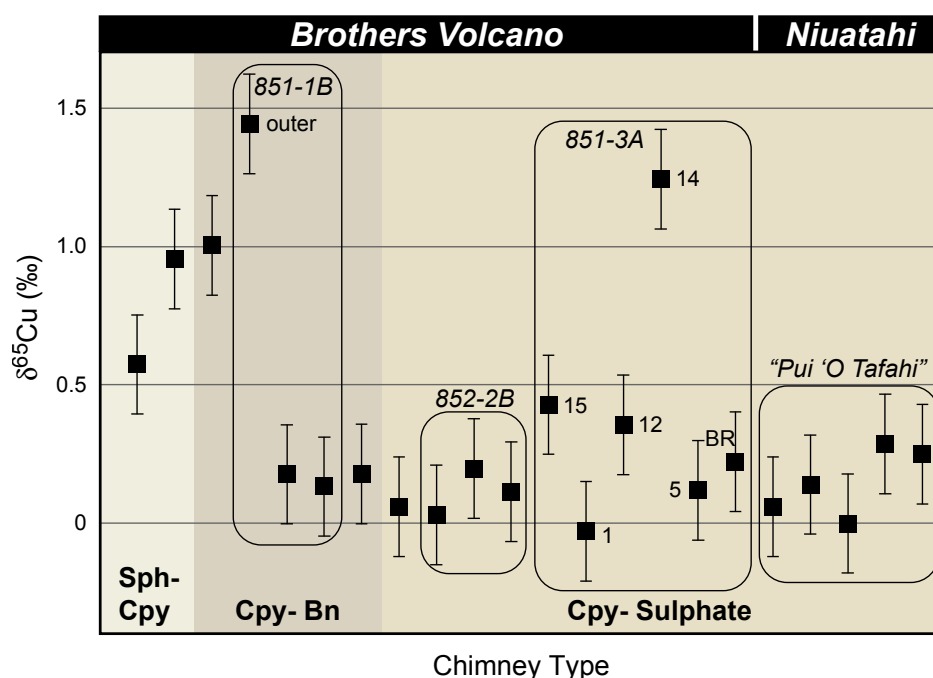 Brothers Volcano
Niuatahi
851-1B
outer
1.5
851-3A
14
1.0
δ⁶⁵Cu (‰)
"Pui 'O Tafahi"
0.5
852-2B
15
12
BR
5
0
1
Sph-
Cpy
Cpy- Bn
Cpy- Sulphate
Chimney Type